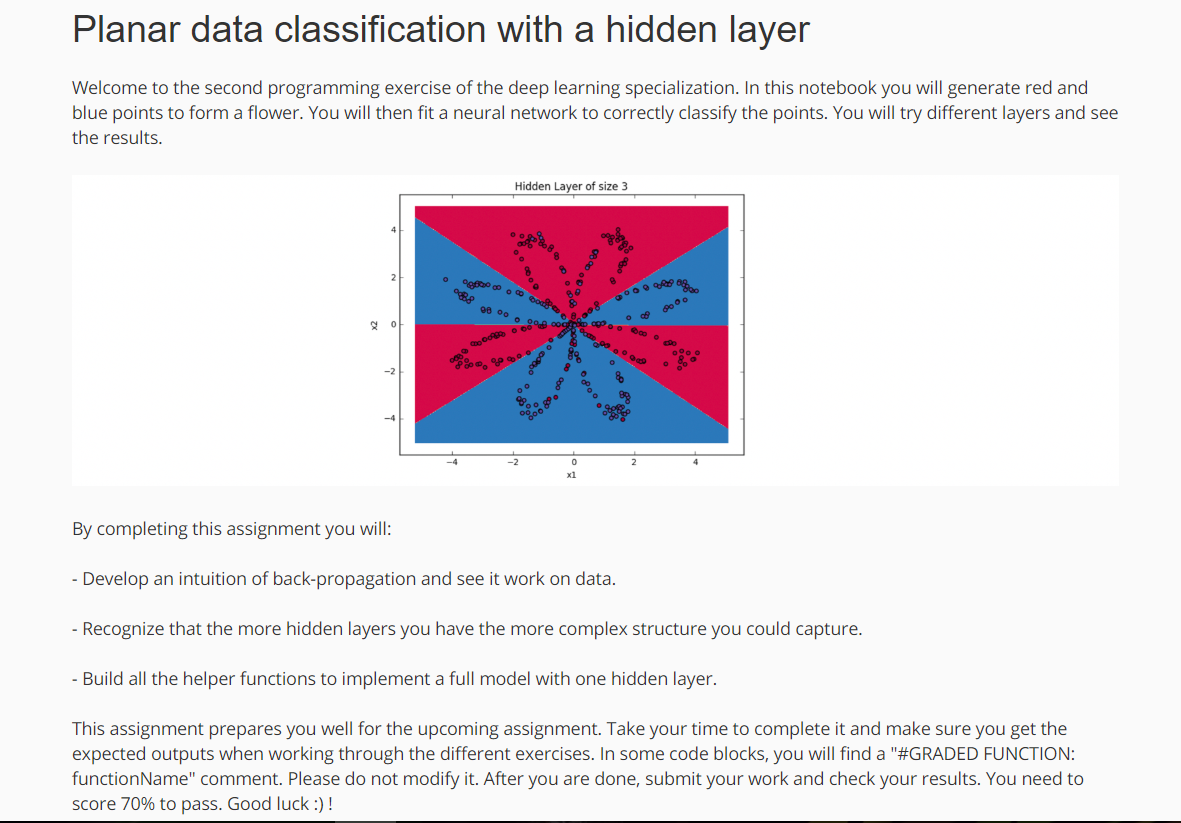 Planar data classification with a hidden layer
Welcome to the second programming exercise of the deep learning specialization. In this notebook you will generate red and
blue points to form a flower. You will then fit a neural network to correctly classify the points. You will try different layers and see
the results.
Hidden Layer of size 3
4
2
0
−2
−4
x2
−4 −2 0 2 4
x1
By completing this assignment you will:
- Develop an intuition of back-propagation and see it work on data.
- Recognize that the more hidden layers you have the more complex structure you could capture.
- Build all the helper functions to implement a full model with one hidden layer.
This assignment prepares you well for the upcoming assignment. Take your time to complete it and make sure you get the
expected outputs when working through the different exercises. In some code blocks, you will find a "#GRADED FUNCTION:
functionName" comment. Please do not modify it. After you are done, submit your work and check your results. You need to
score 70% to pass. Good luck :) !